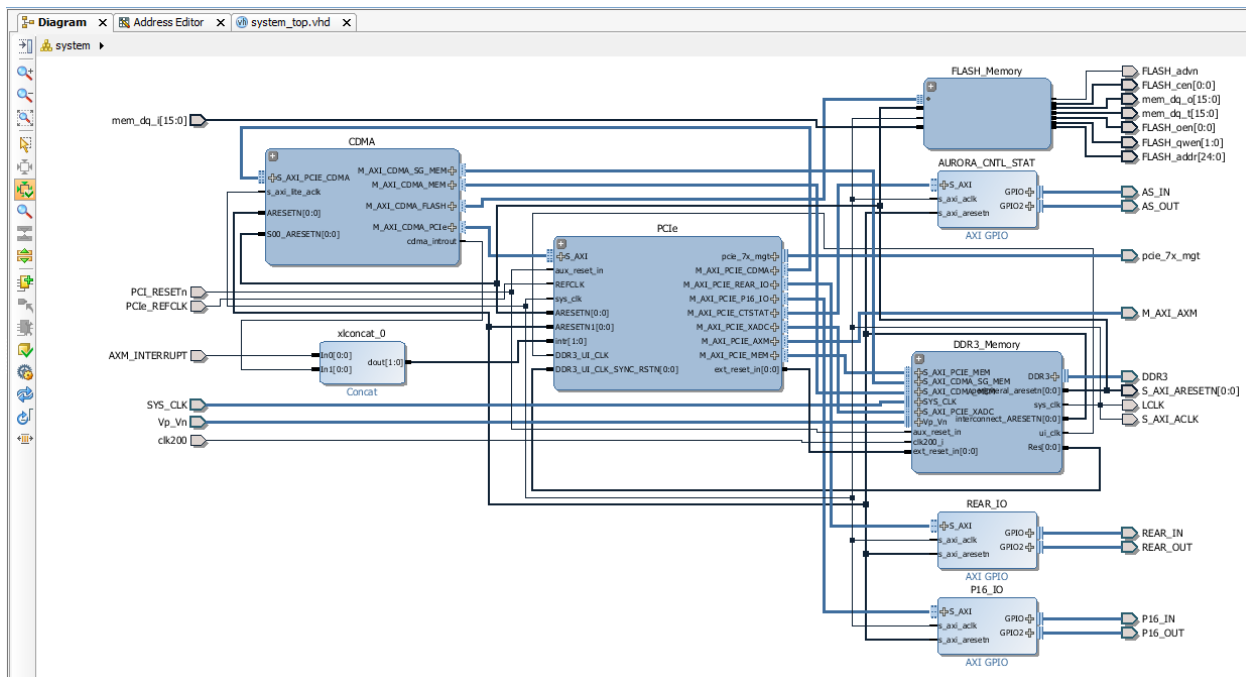 Diagram
Address Editor
system_top.vhd
system
mem_dq_i[15:0]
PCI_RESETn
PCIe_REFCLK
AXM_INTERRUPT
SYS_CLK
Vp_Vn
clk200
CDMA
S_AXI_PCIE_CDMA
s_axi_lite_aclk
ARESETN[0:0]
S00_ARESETN[0:0]
M_AXI_CDMA_SG_MEM
M_AXI_CDMA_MEM
M_AXI_CDMA_FLASH
M_AXI_CDMA_PCIe
cdma_introut
xlconcat_0
In0[0:0]
In1[0:0]
dout[1:0]
Concat
PCIe
S_AXI
aux_reset_in
REFCLK
sys_clk
ARESETN[0:0]
ARESETN1[0:0]
intr[1:0]
DDR3_UI_CLK
DDR3_UI_CLK_SYNC_RSTN[0:0]
pcie_7x_mgt
M_AXI_PCIE_CDMA
M_AXI_PCIE_REAR_IO
M_AXI_PCIE_P16_IO
M_AXI_PCIE_CTSTAT
M_AXI_PCIE_XADC
M_AXI_PCIE_AXM
M_AXI_PCIE_MEM
ext_reset_in[0:0]
FLASH_Memory
AURORA_CNTL_STAT
S_AXI
s_axi_aclk
s_axi_aresetn
GPIO
GPIO2
AXI GPIO
DDR3_Memory
S_AXI_PCIE_MEM
S_AXI_CDMA_SG_MEM
S_AXI_CDMA_MEM
SYS_CLK
S_AXI_PCIE_XADC
Vp_Vn
aux_reset_in
clk200_i
ext_reset_in[0:0]
DDR3
peripheral_aresetn[0:0]
sys_clk
interconnect_ARESETN[0:0]
ui_clk
Res[0:0]
REAR_IO
S_AXI
s_axi_aclk
s_axi_aresetn
GPIO
GPIO2
AXI GPIO
P16_IO
S_AXI
s_axi_aclk
s_axi_aresetn
GPIO
GPIO2
AXI GPIO
FLASH_advn
FLASH_cen[0:0]
mem_dq_o[15:0]
mem_dq_t[15:0]
FLASH_oen[0:0]
FLASH_qwen[1:0]
FLASH_addr[24:0]
AS_IN
AS_OUT
pcie_7x_mgt
M_AXI_AXM
DDR3
S_AXI_ARESETN[0:0]
LCLK
S_AXI_ACLK
REAR_IN
REAR_OUT
P16_IN
P16_OUT